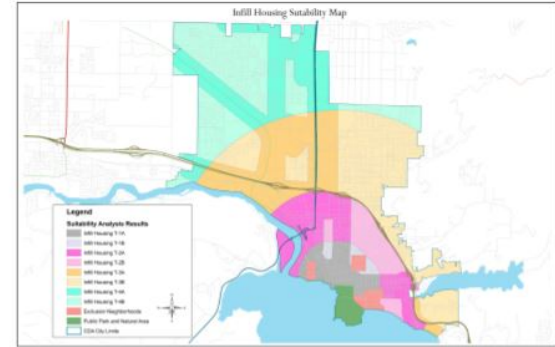 Infill Housing Sutability Map
Legend
Suitability Analysis Results
Infill Housing T-1A
Infill Housing T-1B
Infill Housing T-2A
Infill Housing T-2B
Infill Housing T-3A
Infill Housing T-3B
Infill Housing T-4A
Infill Housing T-4B
Exclusion Neighborhoods
Public Park and Natural Area
CDA City Limits